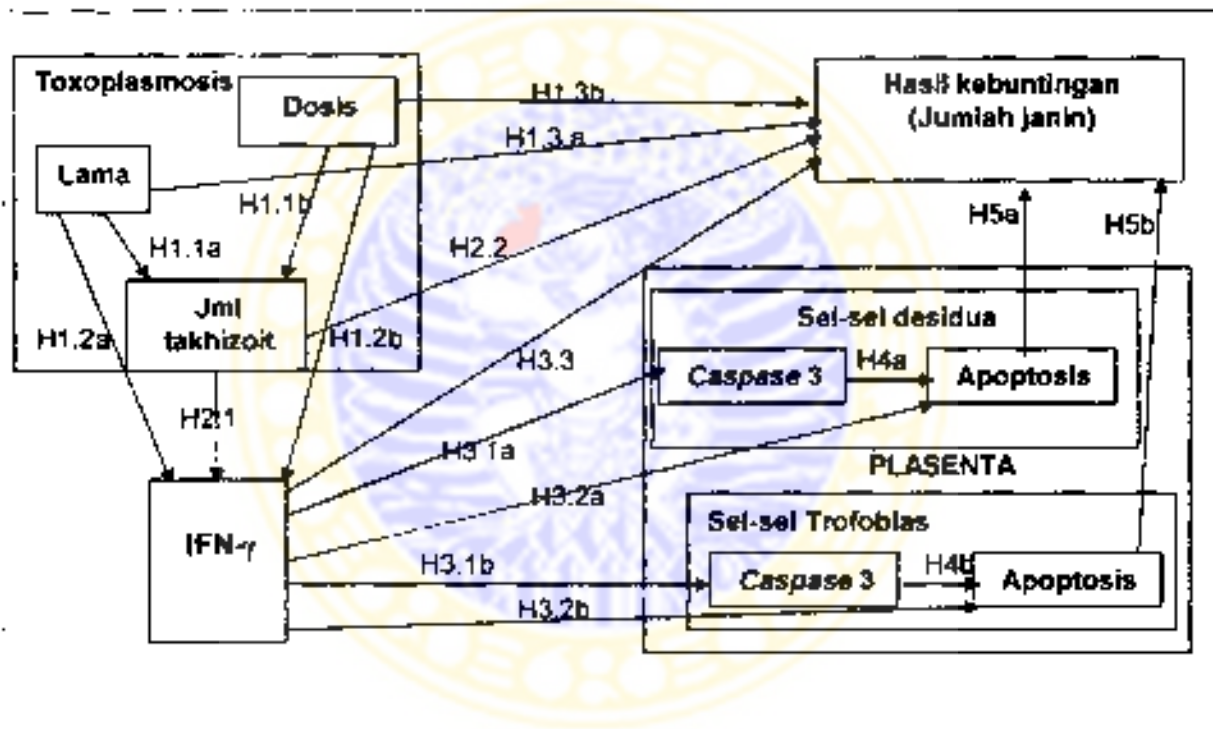 Toxoplasmosis
Dosis
Lama
Jml
takhizoit
IFN-γ
Hasil kebuntingan
(Jumlah janin)
H1.3b
H1.3.a
H1.1b
H1.1a
H2.2
H1.2a
H1.2b
H2.1
H3.3
H3.1a
H3.2a
H3.1b
H3.2b
H5a
H5b
Sel-sel desidua
Caspase 3
H4a
Apoptosis
PLASENTA
Sel-sel Trofoblas
Caspase 3
H4b
Apoptosis